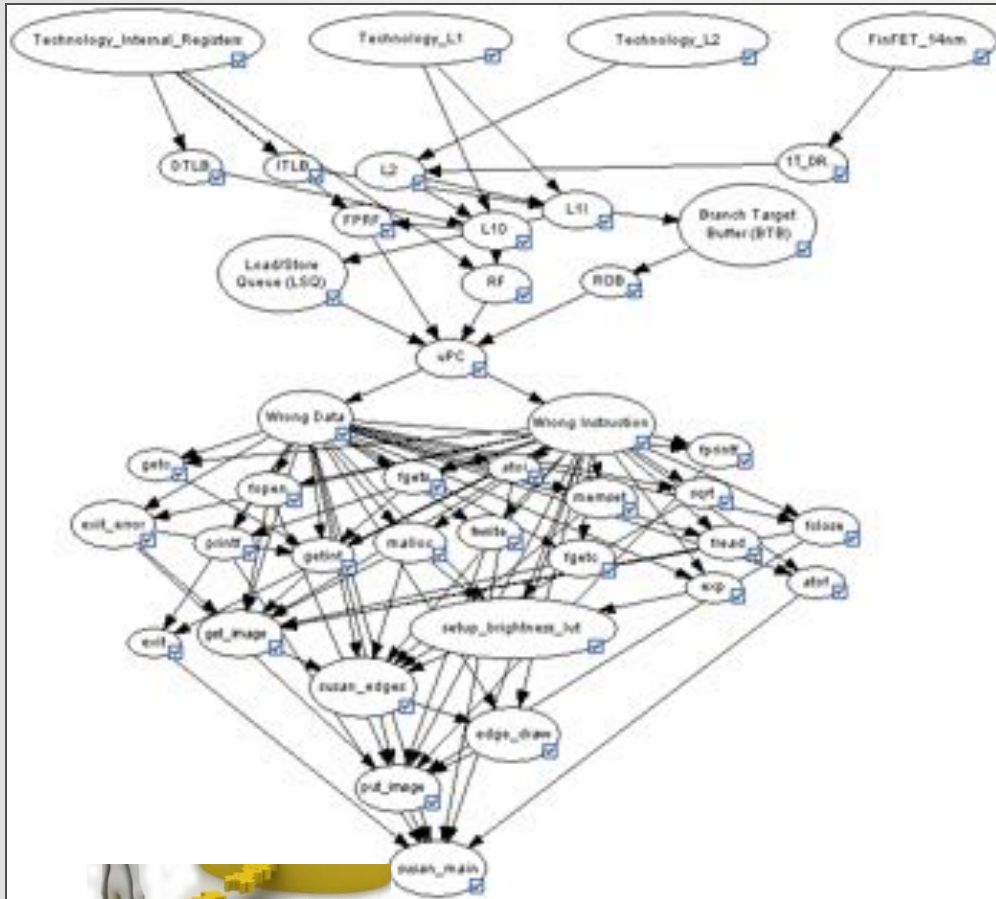 Technology_Internal_Registers
Technology_L1
Technology_L2
FinFET_14nm
DTLB
ITLB
L2
1T_DR
FPRF
L1D
L1I
Branch Target
Buffer (BTB)
Load/Store
Queue (LSQ)
RF
ROB
uPC
Wrong Data
Wrong Instruction
fprintf
getc
fgets
atoi
fopen
memset
sqrt
exit_error
printf
getint
malloc
fwrite
fgetc
fread
fclose
exp
atof
exit
get_image
setup_brightness_lut
susan_edges
edge_draw
put_image
susan_main